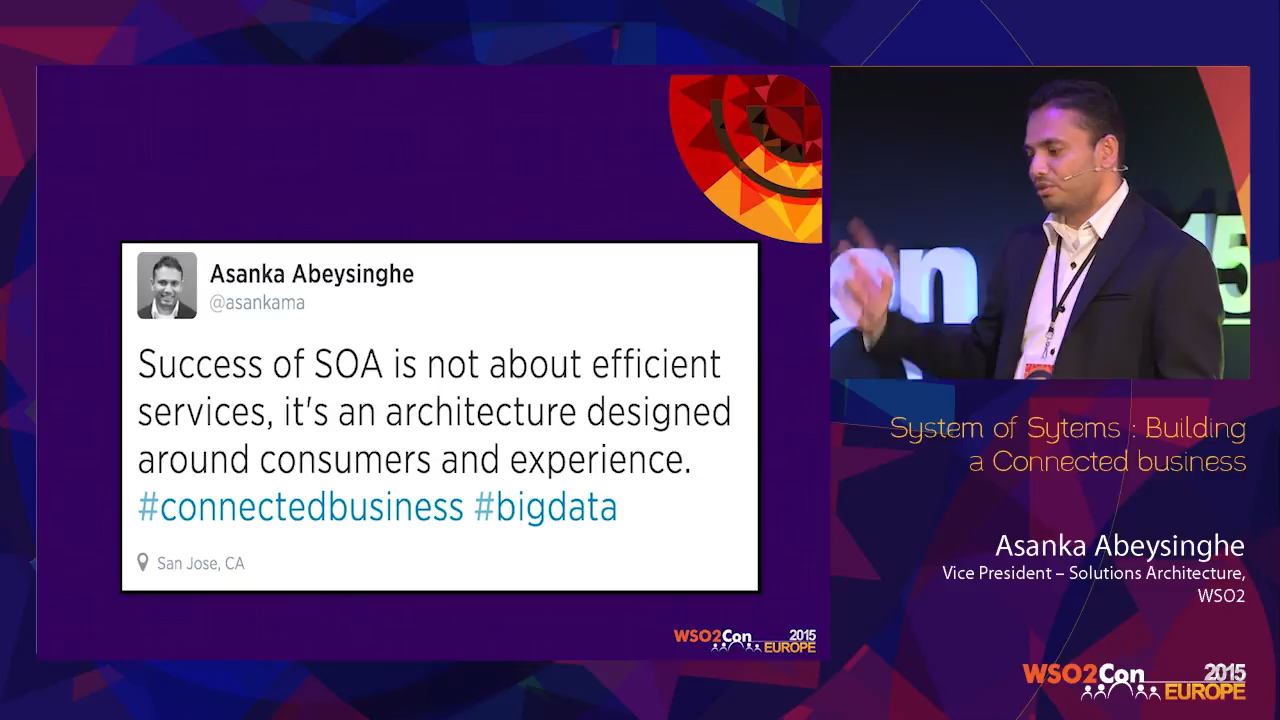 Asanka Abeysinghe
@asankama
Success of SOA is not about efficient
services, it's an architecture designed
around consumers and experience.
#connectedbusiness #bigdata
San Jose, CA
WSO2Con 2015
EUROPE
on
15
System of Sytems : Building
a Connected business
Asanka Abeysinghe
Vice President – Solutions Architecture,
WSO2
WSO2Con 2015
EUROPE